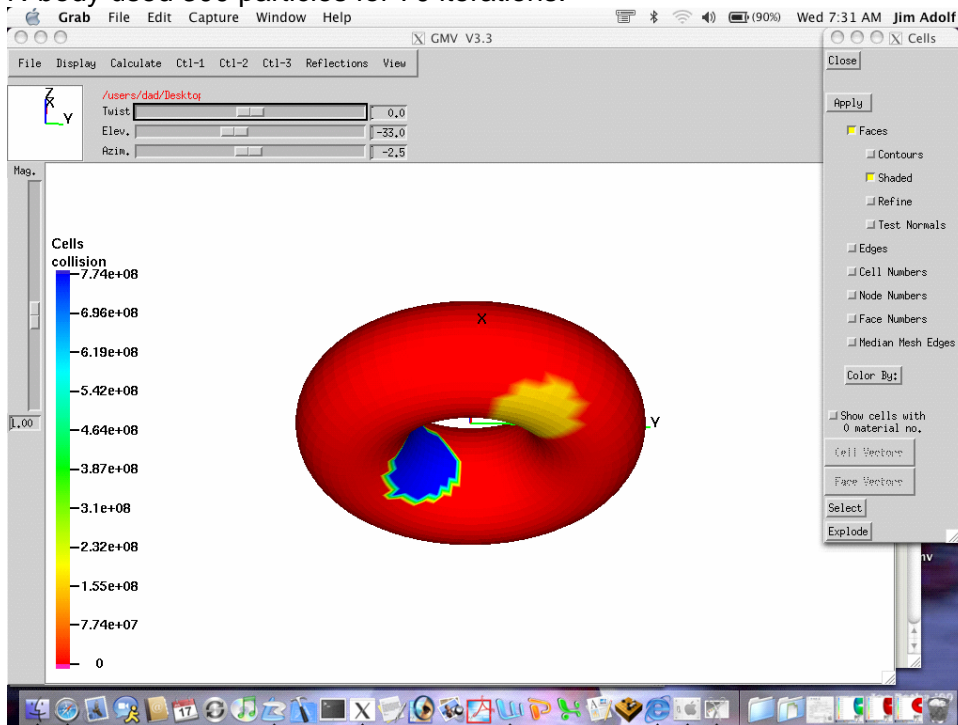 Grab File Edit Capture Window Help (90%) Wed 7:31 AM Jim Adolf
GMV V3.3
Cells
File Display Calculate Ctl-1 Ctl-2 Ctl-3 Reflections View
Close
Z
X
Y
/users/dad/Desktop
Twist 0.0
Elev. -33.0
Azim. -2.5
Apply
Faces
Contours
Shaded
Refine
Test Normals
Edges
Cell Numbers
Node Numbers
Face Numbers
Median Mesh Edges
Color By:
Show cells with
0 material no.
Cell Vectors
Face Vectors
Select
Explode
Mag.
1.00
Cells
collision
7.74e+08
6.96e+08
6.19e+08
5.42e+08
4.64e+08
3.87e+08
3.1e+08
2.32e+08
1.55e+08
7.74e+07
0
X
Y
17